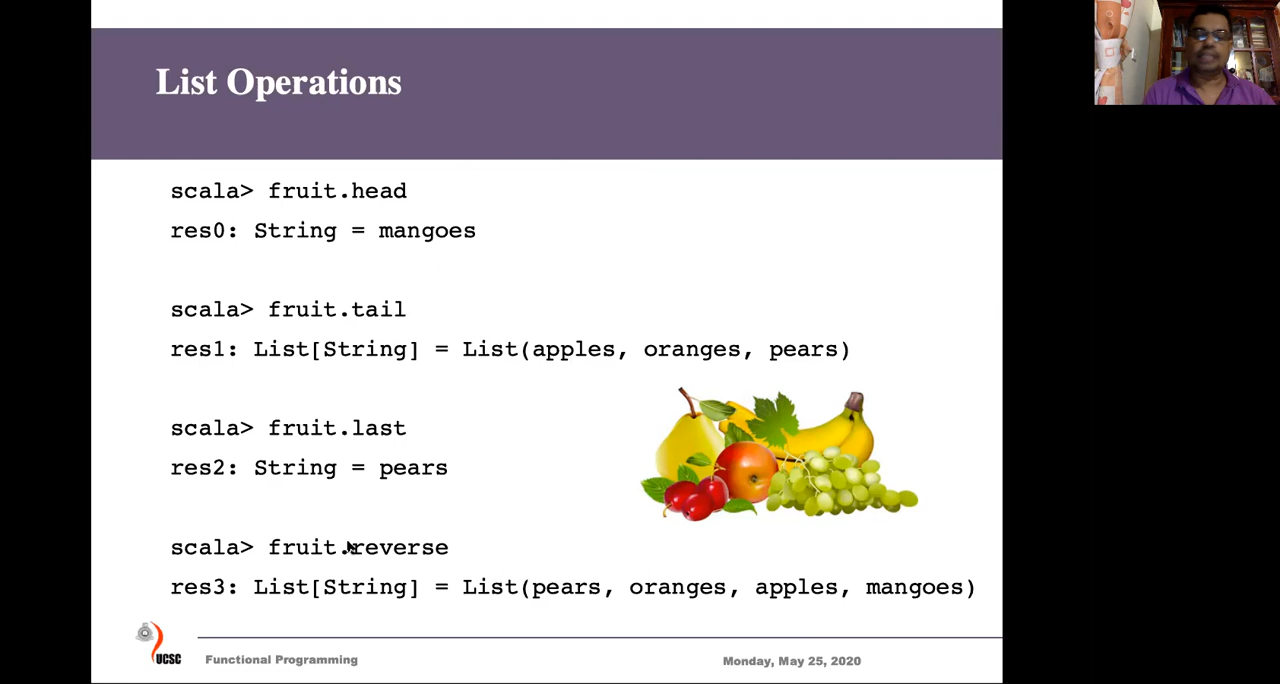 List Operations
scala> fruit.head
res0: String = mangoes
scala> fruit.tail
res1: List[String] = List(apples, oranges, pears)
scala> fruit.last
res2: String = pears
scala> fruit.reverse
res3: List[String] = List(pears, oranges, apples, mangoes)
UCSC
Functional Programming
Monday, May 25, 2020